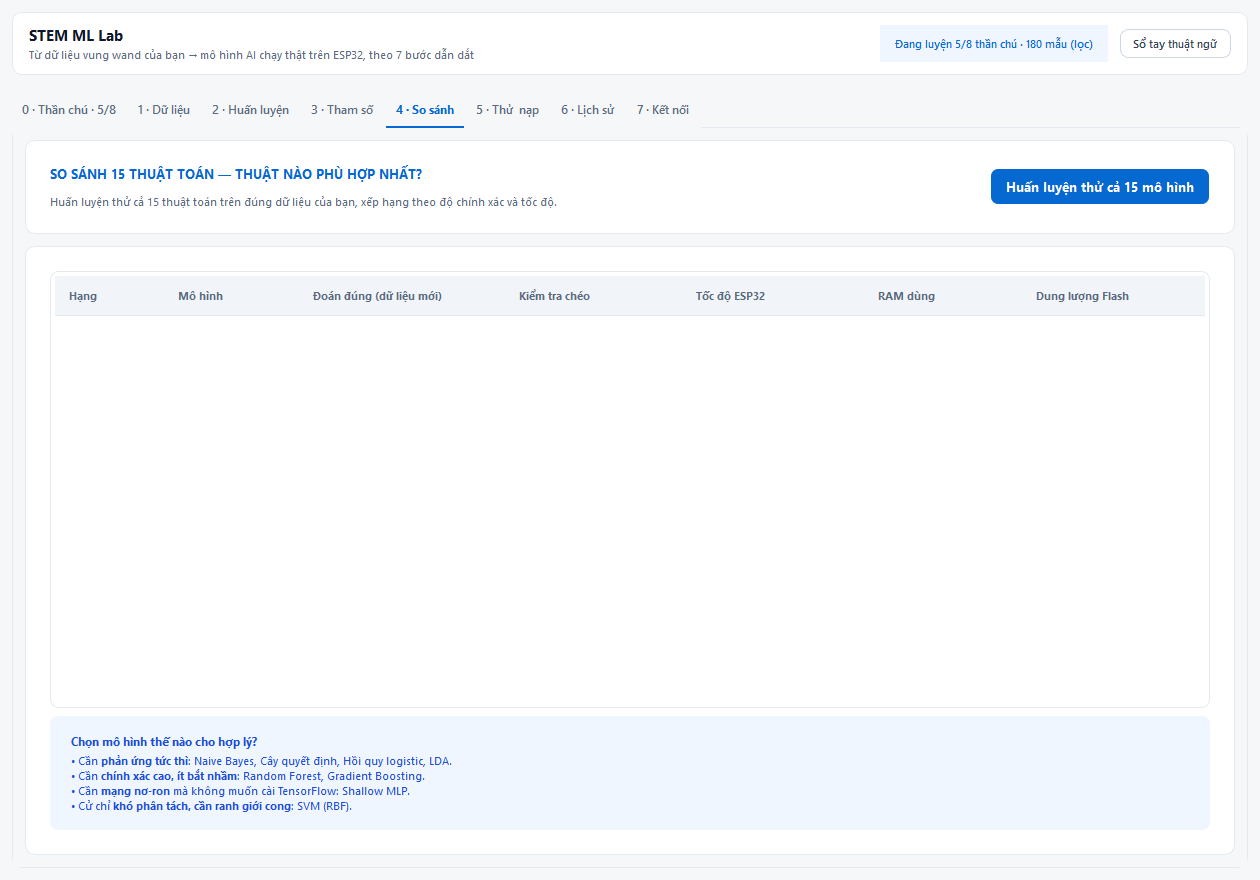 STEM ML Lab
Từ dữ liệu vung wand của bạn → mô hình AI chạy thật trên ESP32, theo 7 bước dẫn dắt
Đang luyện 5/8 thần chú · 180 mẫu (lọc)
Sổ tay thuật ngữ
0 · Thần chú · 5/8
1 · Dữ liệu
2 · Huấn luyện
3 · Tham số
4 · So sánh
5 · Thử nạp
6 · Lịch sử
7 · Kết nối
SO SÁNH 15 THUẬT TOÁN — THUẬT NÀO PHÙ HỢP NHẤT?
Huấn luyện thử cả 15 thuật toán trên đúng dữ liệu của bạn, xếp hạng theo độ chính xác và tốc độ.
Huấn luyện thử cả 15 mô hình
Hạng
Mô hình
Đoán đúng (dữ liệu mới)
Kiểm tra chéo
Tốc độ ESP32
RAM dùng
Dung lượng Flash
Chọn mô hình thế nào cho hợp lý?
• Cần phản ứng tức thì: Naive Bayes, Cây quyết định, Hồi quy logistic, LDA.
• Cần chính xác cao, ít bắt nhầm: Random Forest, Gradient Boosting.
• Cần mạng nơ-ron mà không muốn cài TensorFlow: Shallow MLP.
• Cử chỉ khó phân tách, cần ranh giới cong: SVM (RBF).